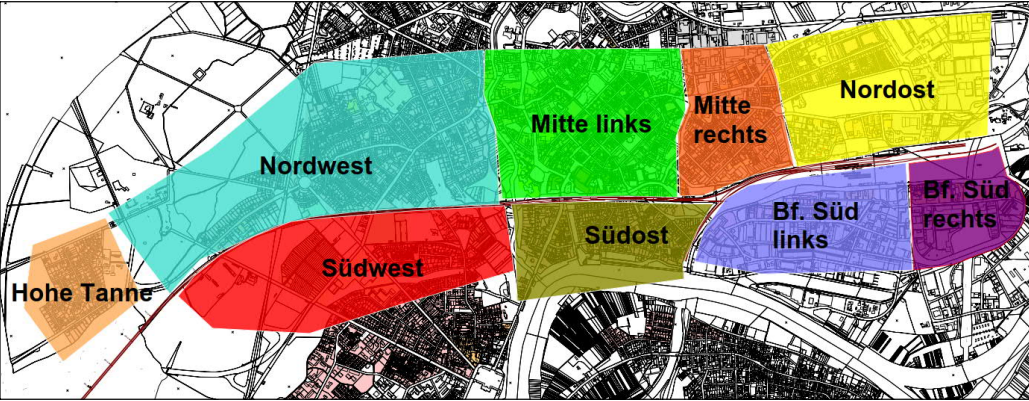 Nordost
Mitte
rechts
Mitte links
Nordwest
Bf. Süd
rechts
Bf. Süd
links
Südost
Südwest
Hohe Tanne